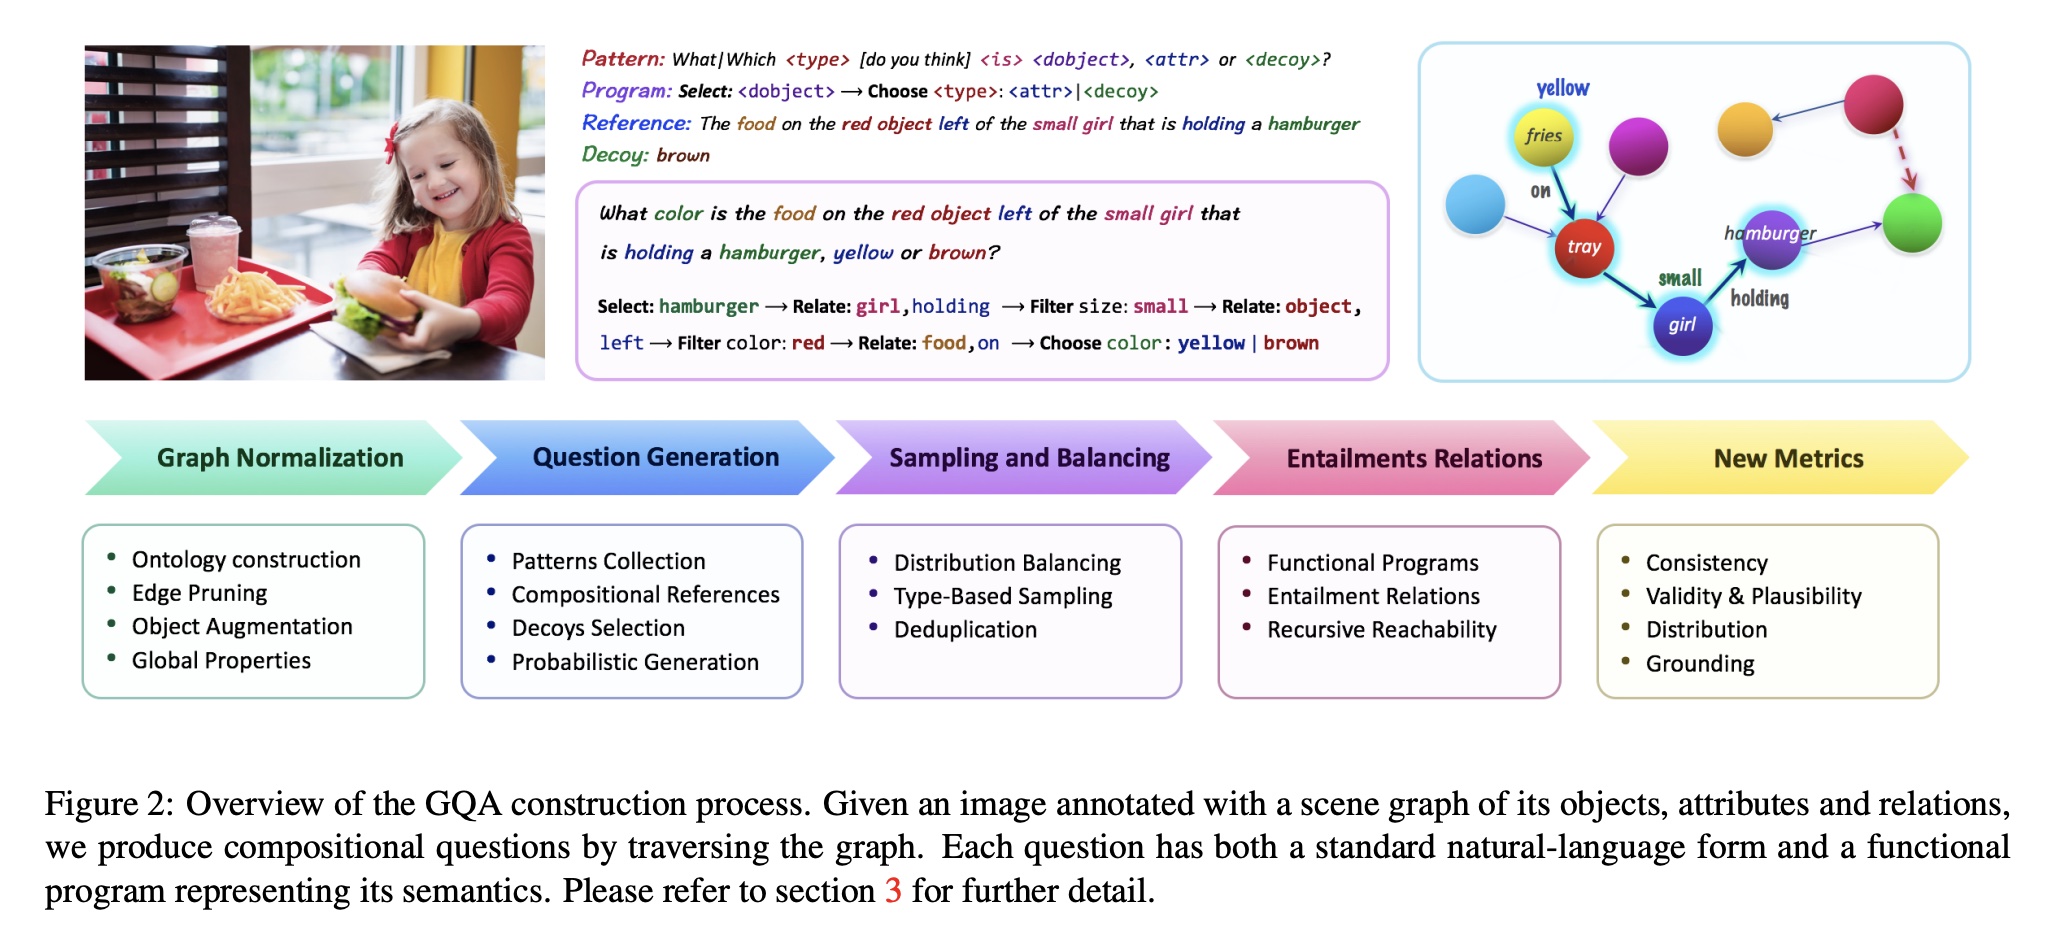 Pattern: What|Which <type> [do you think] <is> <dobject>, <attr> or <decoy>?
Program: Select: <dobject> → Choose <type>: <attr>|<decoy>
Reference: The food on the red object left of the small girl that is holding a hamburger
Decoy: brown
What color is the food on the red object left of the small girl that
is holding a hamburger, yellow or brown?
Select: hamburger → Relate: girl,holding → Filter size: small → Relate: object,
left → Filter color: red → Relate: food,on → Choose color: yellow | brown
yellow
fries
on
tray
hamburger
small
holding
girl
Graph Normalization
Question Generation
Sampling and Balancing
Entailments Relations
New Metrics
• Ontology construction
• Edge Pruning
• Object Augmentation
• Global Properties
• Patterns Collection
• Compositional References
• Decoys Selection
• Probabilistic Generation
• Distribution Balancing
• Type-Based Sampling
• Deduplication
• Functional Programs
• Entailment Relations
• Recursive Reachability
• Consistency
• Validity & Plausibility
• Distribution
• Grounding
Figure 2: Overview of the GQA construction process. Given an image annotated with a scene graph of its objects, attributes and relations,
we produce compositional questions by traversing the graph. Each question has both a standard natural-language form and a functional
program representing its semantics. Please refer to section 3 for further detail.